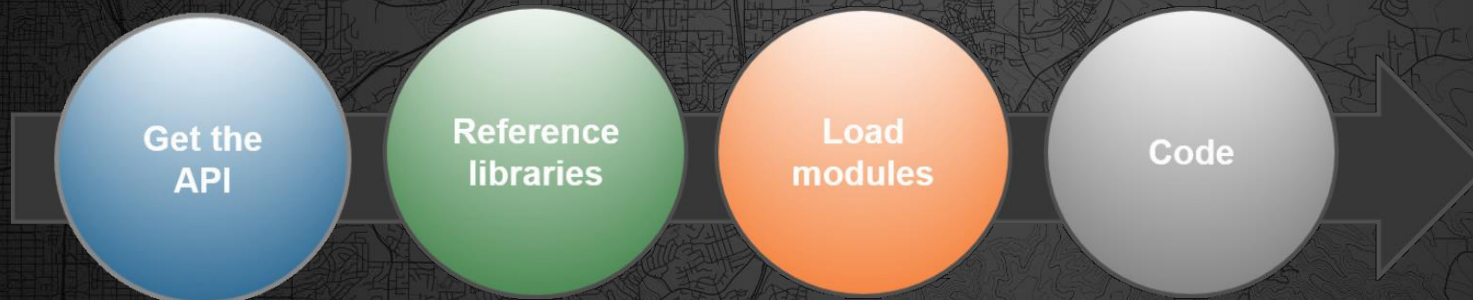 Get the
API
Reference
libraries
Load
modules
Code